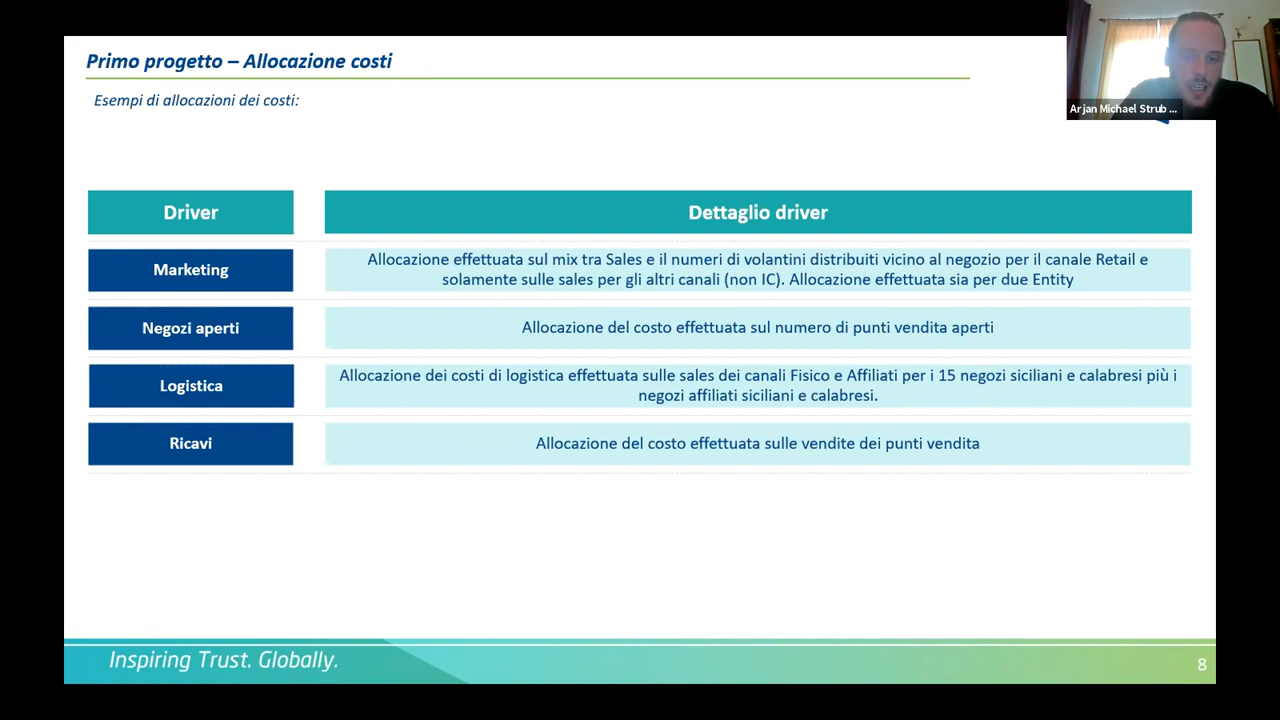 Primo progetto – Allocazione costi
Esempi di allocazioni dei costi:
Arjan Michael Strub ...
Driver
Dettaglio driver
Marketing
Allocazione effettuata sul mix tra Sales e il numeri di volantini distribuiti vicino al negozio per il canale Retail e
solamente sulle sales per gli altri canali (non IC). Allocazione effettuata sia per due Entity
Negozi aperti
Allocazione del costo effettuata sul numero di punti vendita aperti
Logistica
Allocazione dei costi di logistica effettuata sulle sales dei canali Fisico e Affiliati per i 15 negozi siciliani e calabresi più i
negozi affiliati siciliani e calabresi.
Ricavi
Allocazione del costo effettuata sulle vendite dei punti vendita
Inspiring Trust. Globally.
8